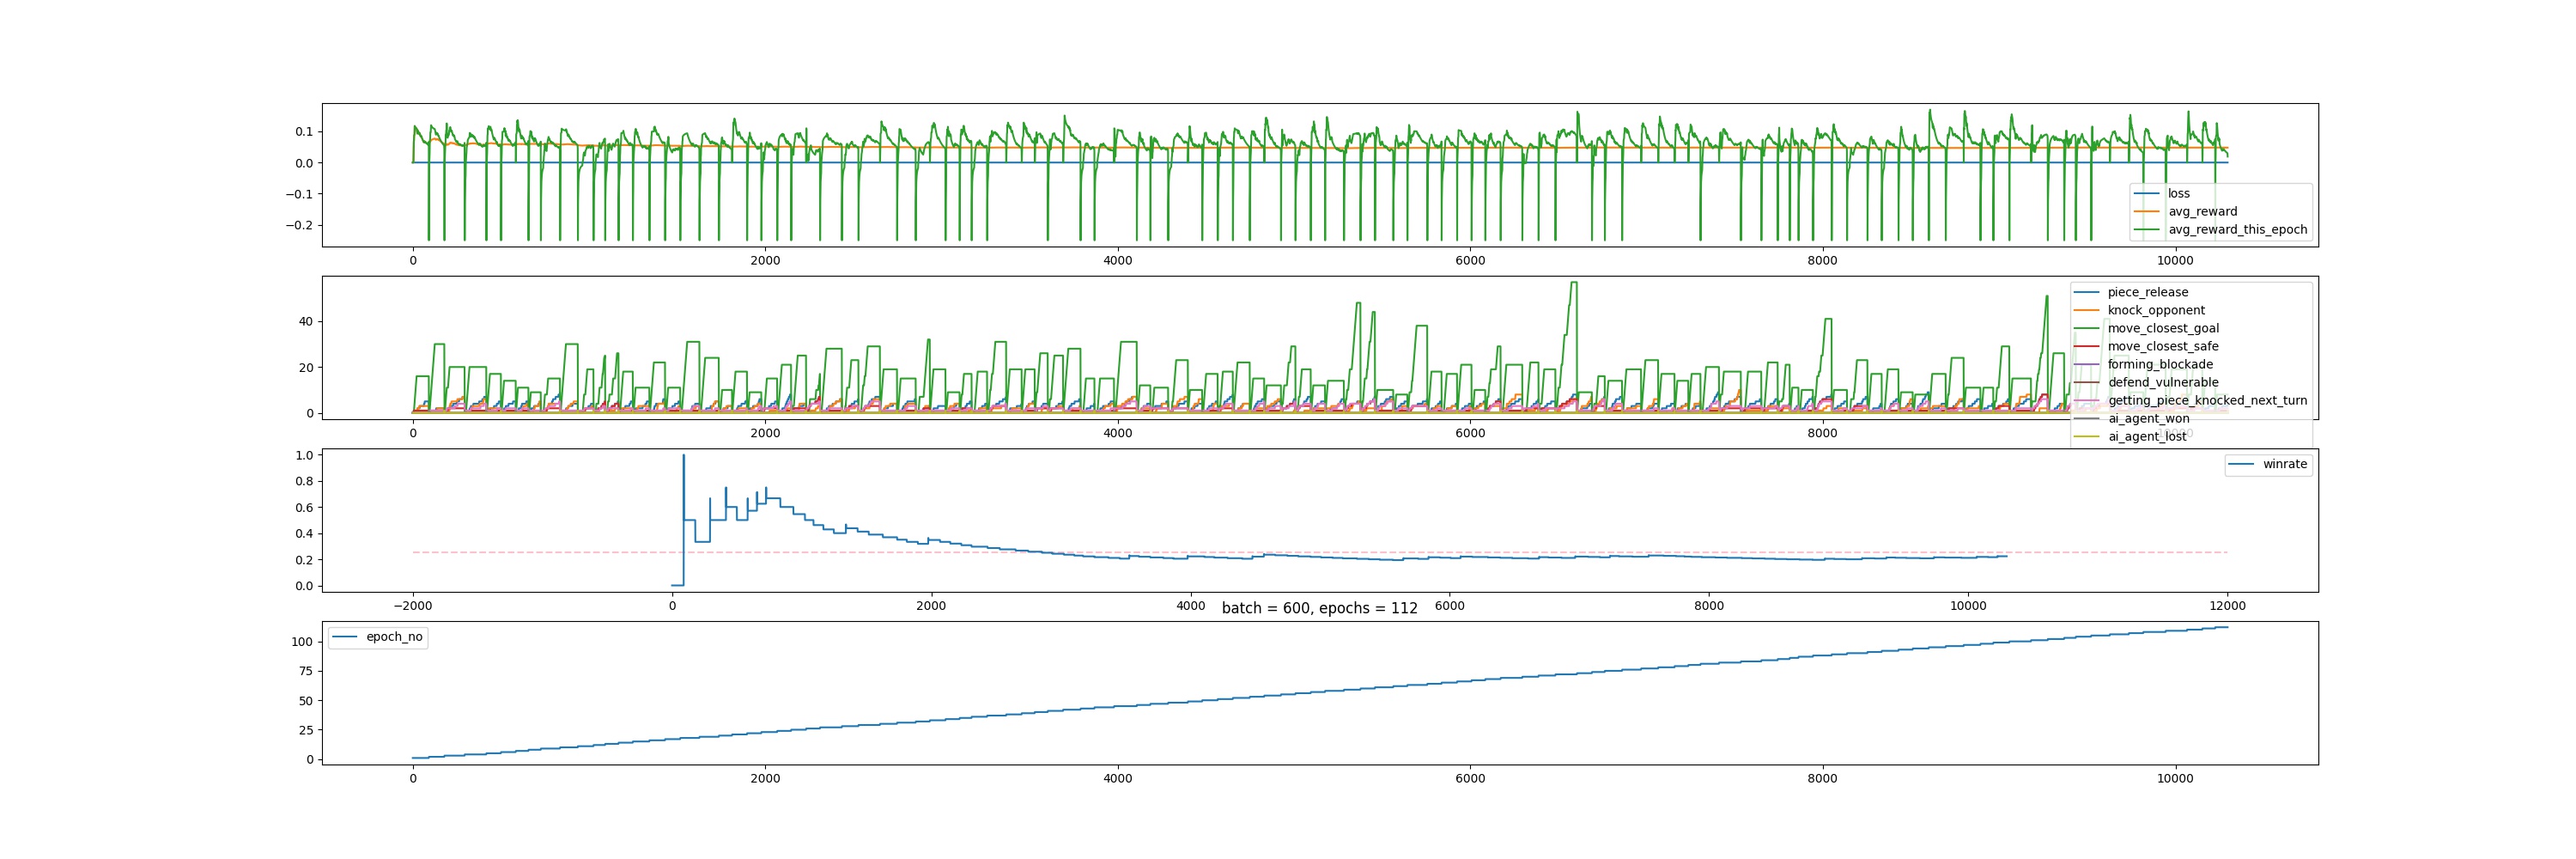 0.1
0.0
−0.1
−0.2
loss
avg_reward
avg_reward_this_epoch
0 2000 4000 6000 8000 10000
40
20
0
piece_release
knock_opponent
move_closest_goal
move_closest_safe
forming_blockade
defend_vulnerable
getting_piece_knocked_next_turn
ai_agent_won
ai_agent_lost
0 2000 4000 6000 8000 10000
1.0
0.8
0.6
0.4
0.2
0.0
winrate
−2000 0 2000 4000 6000 8000 10000 12000
batch = 600, epochs = 112
100
75
50
25
0
epoch_no
0 2000 4000 6000 8000 10000